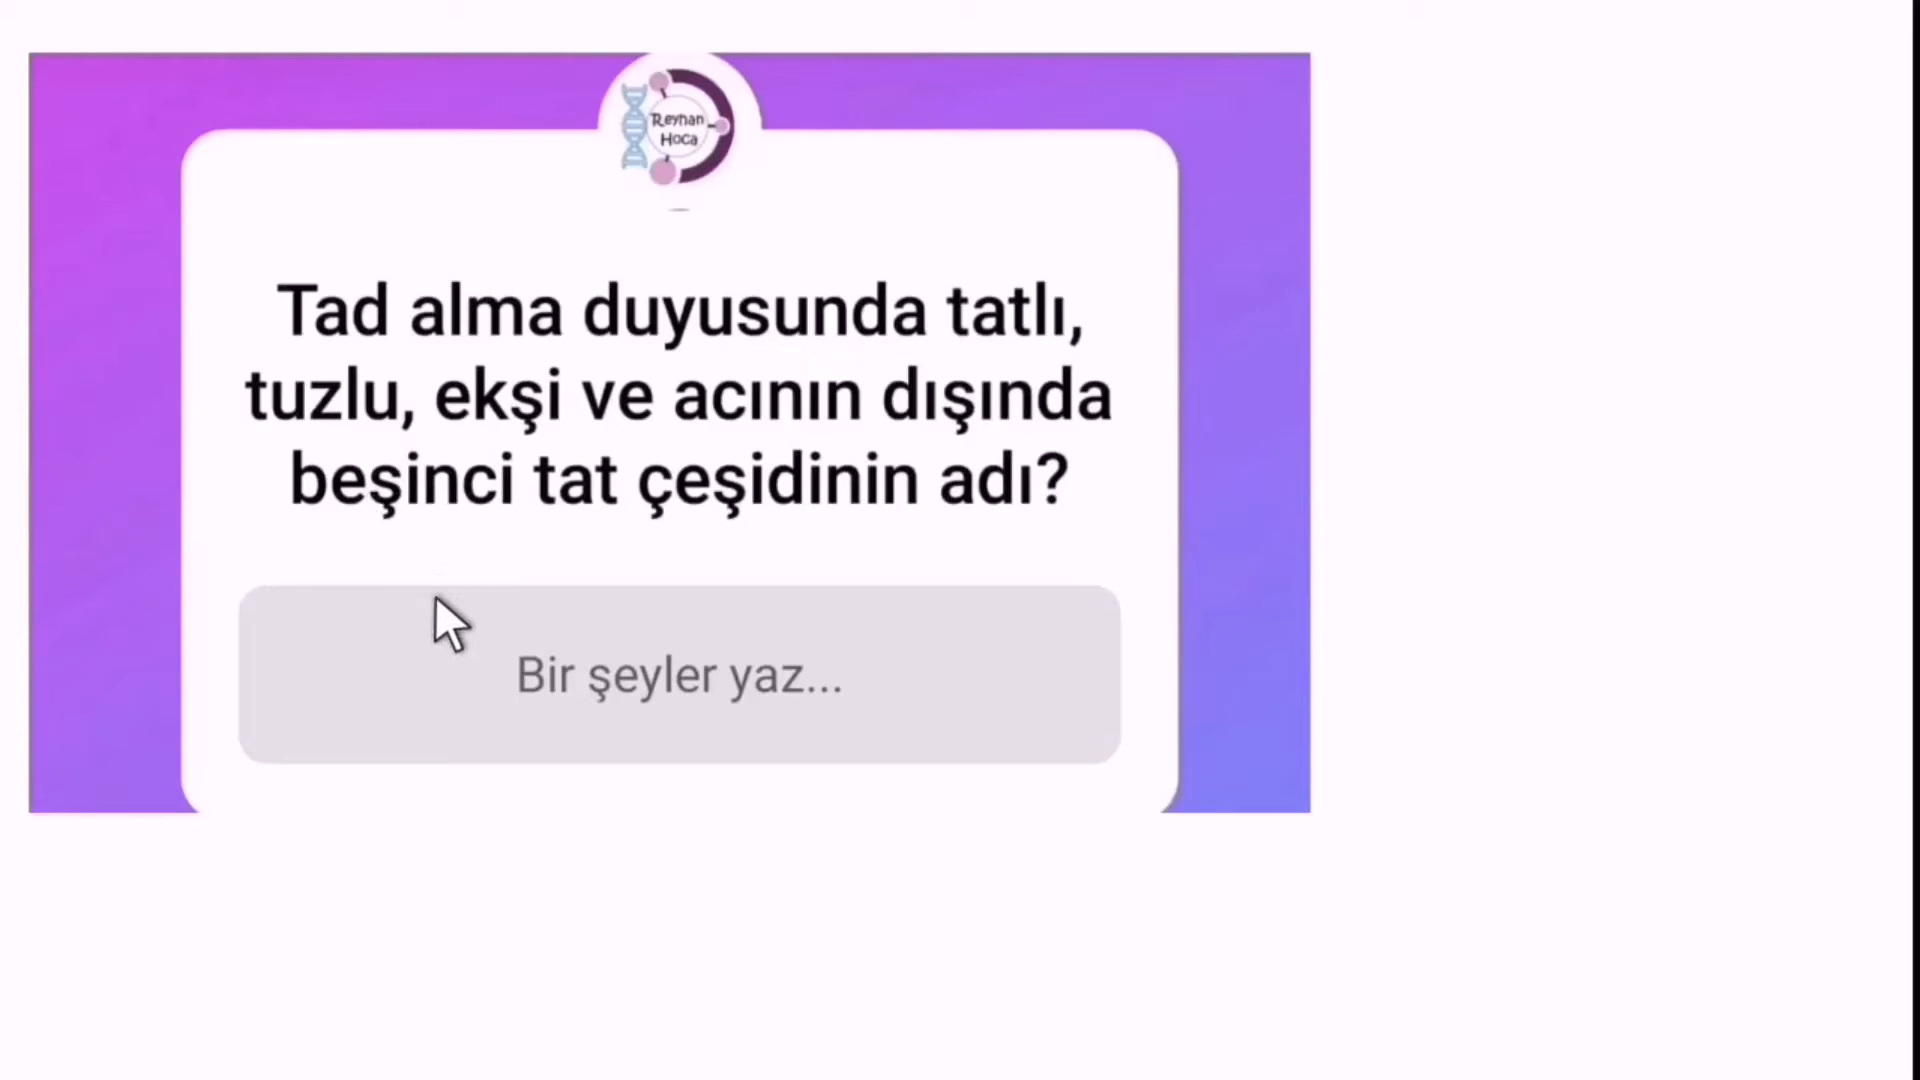 Reyhan
Hoca
Tad alma duyusunda tatlı,
tuzlu, ekşi ve acının dışında
beşinci tat çeşidinin adı?
Bir şeyler yaz...